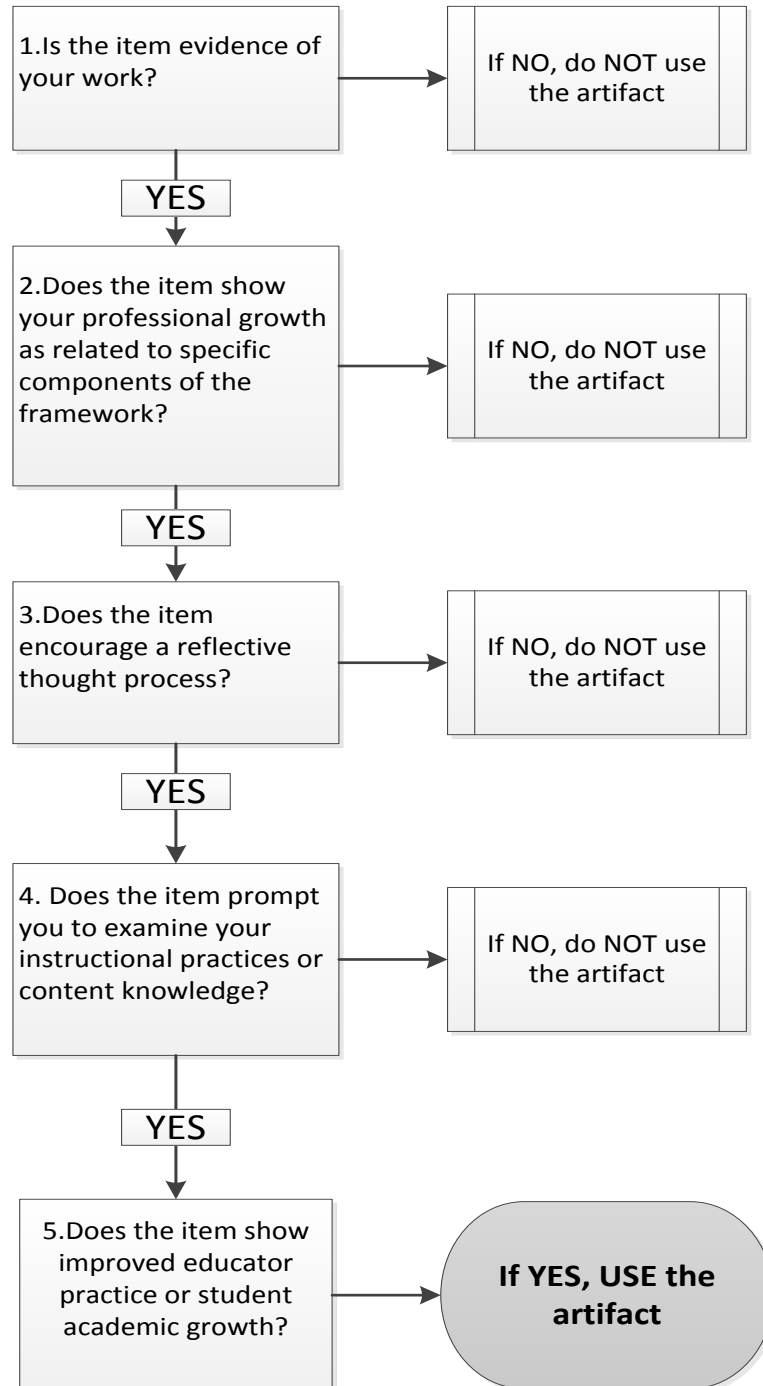 1.Is the item evidence of
your work?
If NO, do NOT use
the artifact
YES
2.Does the item show
your professional growth
as related to specific
components of the
framework?
If NO, do NOT use
the artifact
YES
3.Does the item
encourage a reflective
thought process?
If NO, do NOT use
the artifact
YES
4. Does the item prompt
you to examine your
instructional practices or
content knowledge?
If NO, do NOT use
the artifact
YES
5.Does the item show
improved educator
practice or student
academic growth?
If YES, USE the
artifact